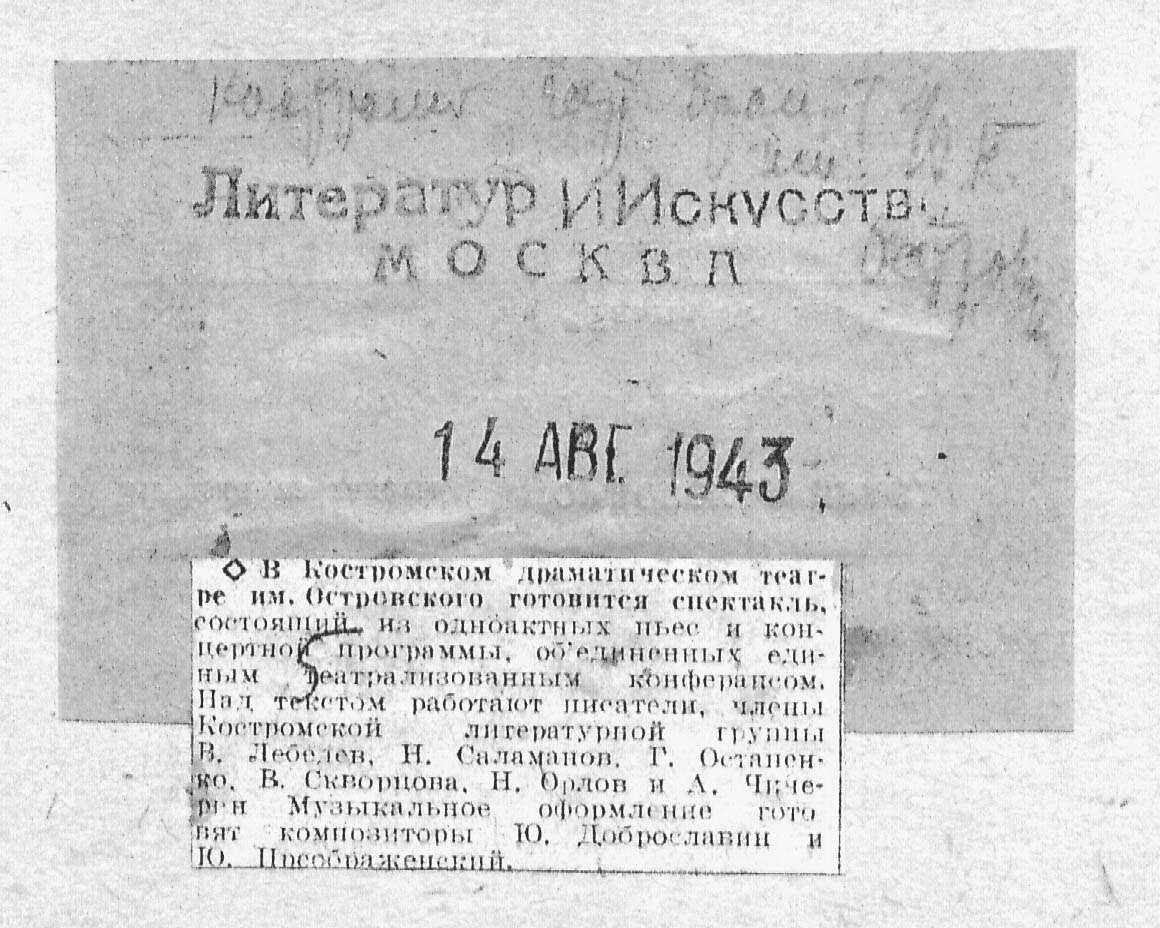 Литератур И Искусств.
МОСКВА
14 АВГ 1943
◇ В Костромском драматическом теат-
ре им. Островского готовится спектакль,
состоящий из одноактных пьес и кон-
цертной программы, об'единенных еди-
ным театрализованным конферансом.
Над текстом работают писатели, члены
Костромской литературной группы
В. Лебедев, Н. Саламанов, Г. Остапен-
ко, В. Скворцова, Н. Орлов и А. Чиче-
рин Музыкальное оформление гото
вят композиторы Ю. Доброславин и
Ю. Преображенский.